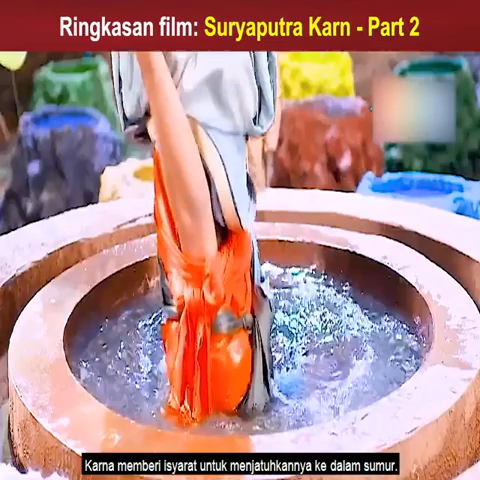 Ringkasan film: Suryaputra Karn - Part 2
Karna memberi isyarat untuk menjatuhkannya ke dalam sumur.